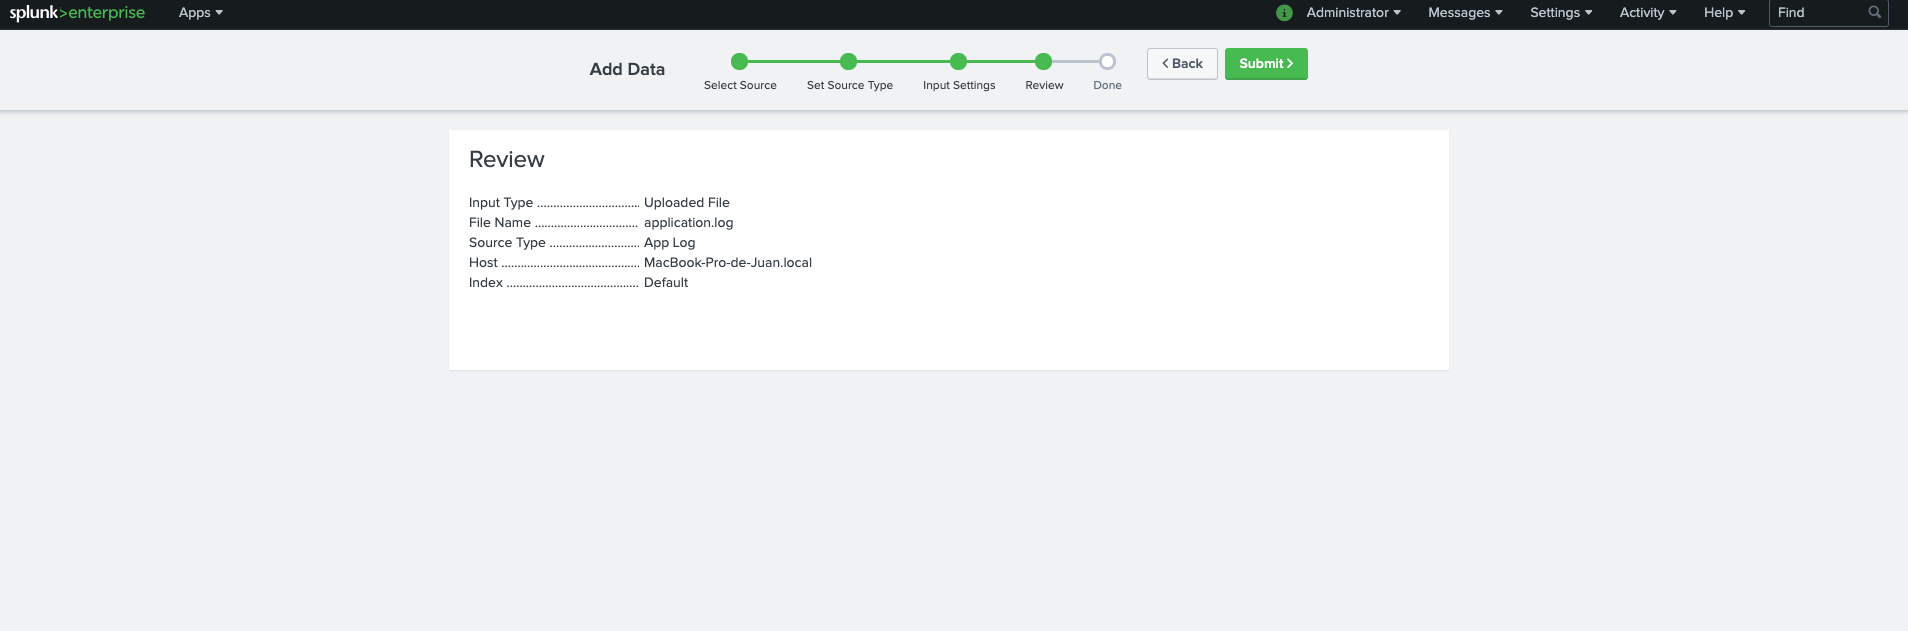 splunk>enterprise Apps Administrator Messages Settings Activity Help Find
Add Data Select Source Set Source Type Input Settings Review Done < Back Submit >
Review
Input Type ................................ Uploaded File
File Name ................................ application.log
Source Type ............................ App Log
Host ........................................... MacBook-Pro-de-Juan.local
Index ......................................... Default